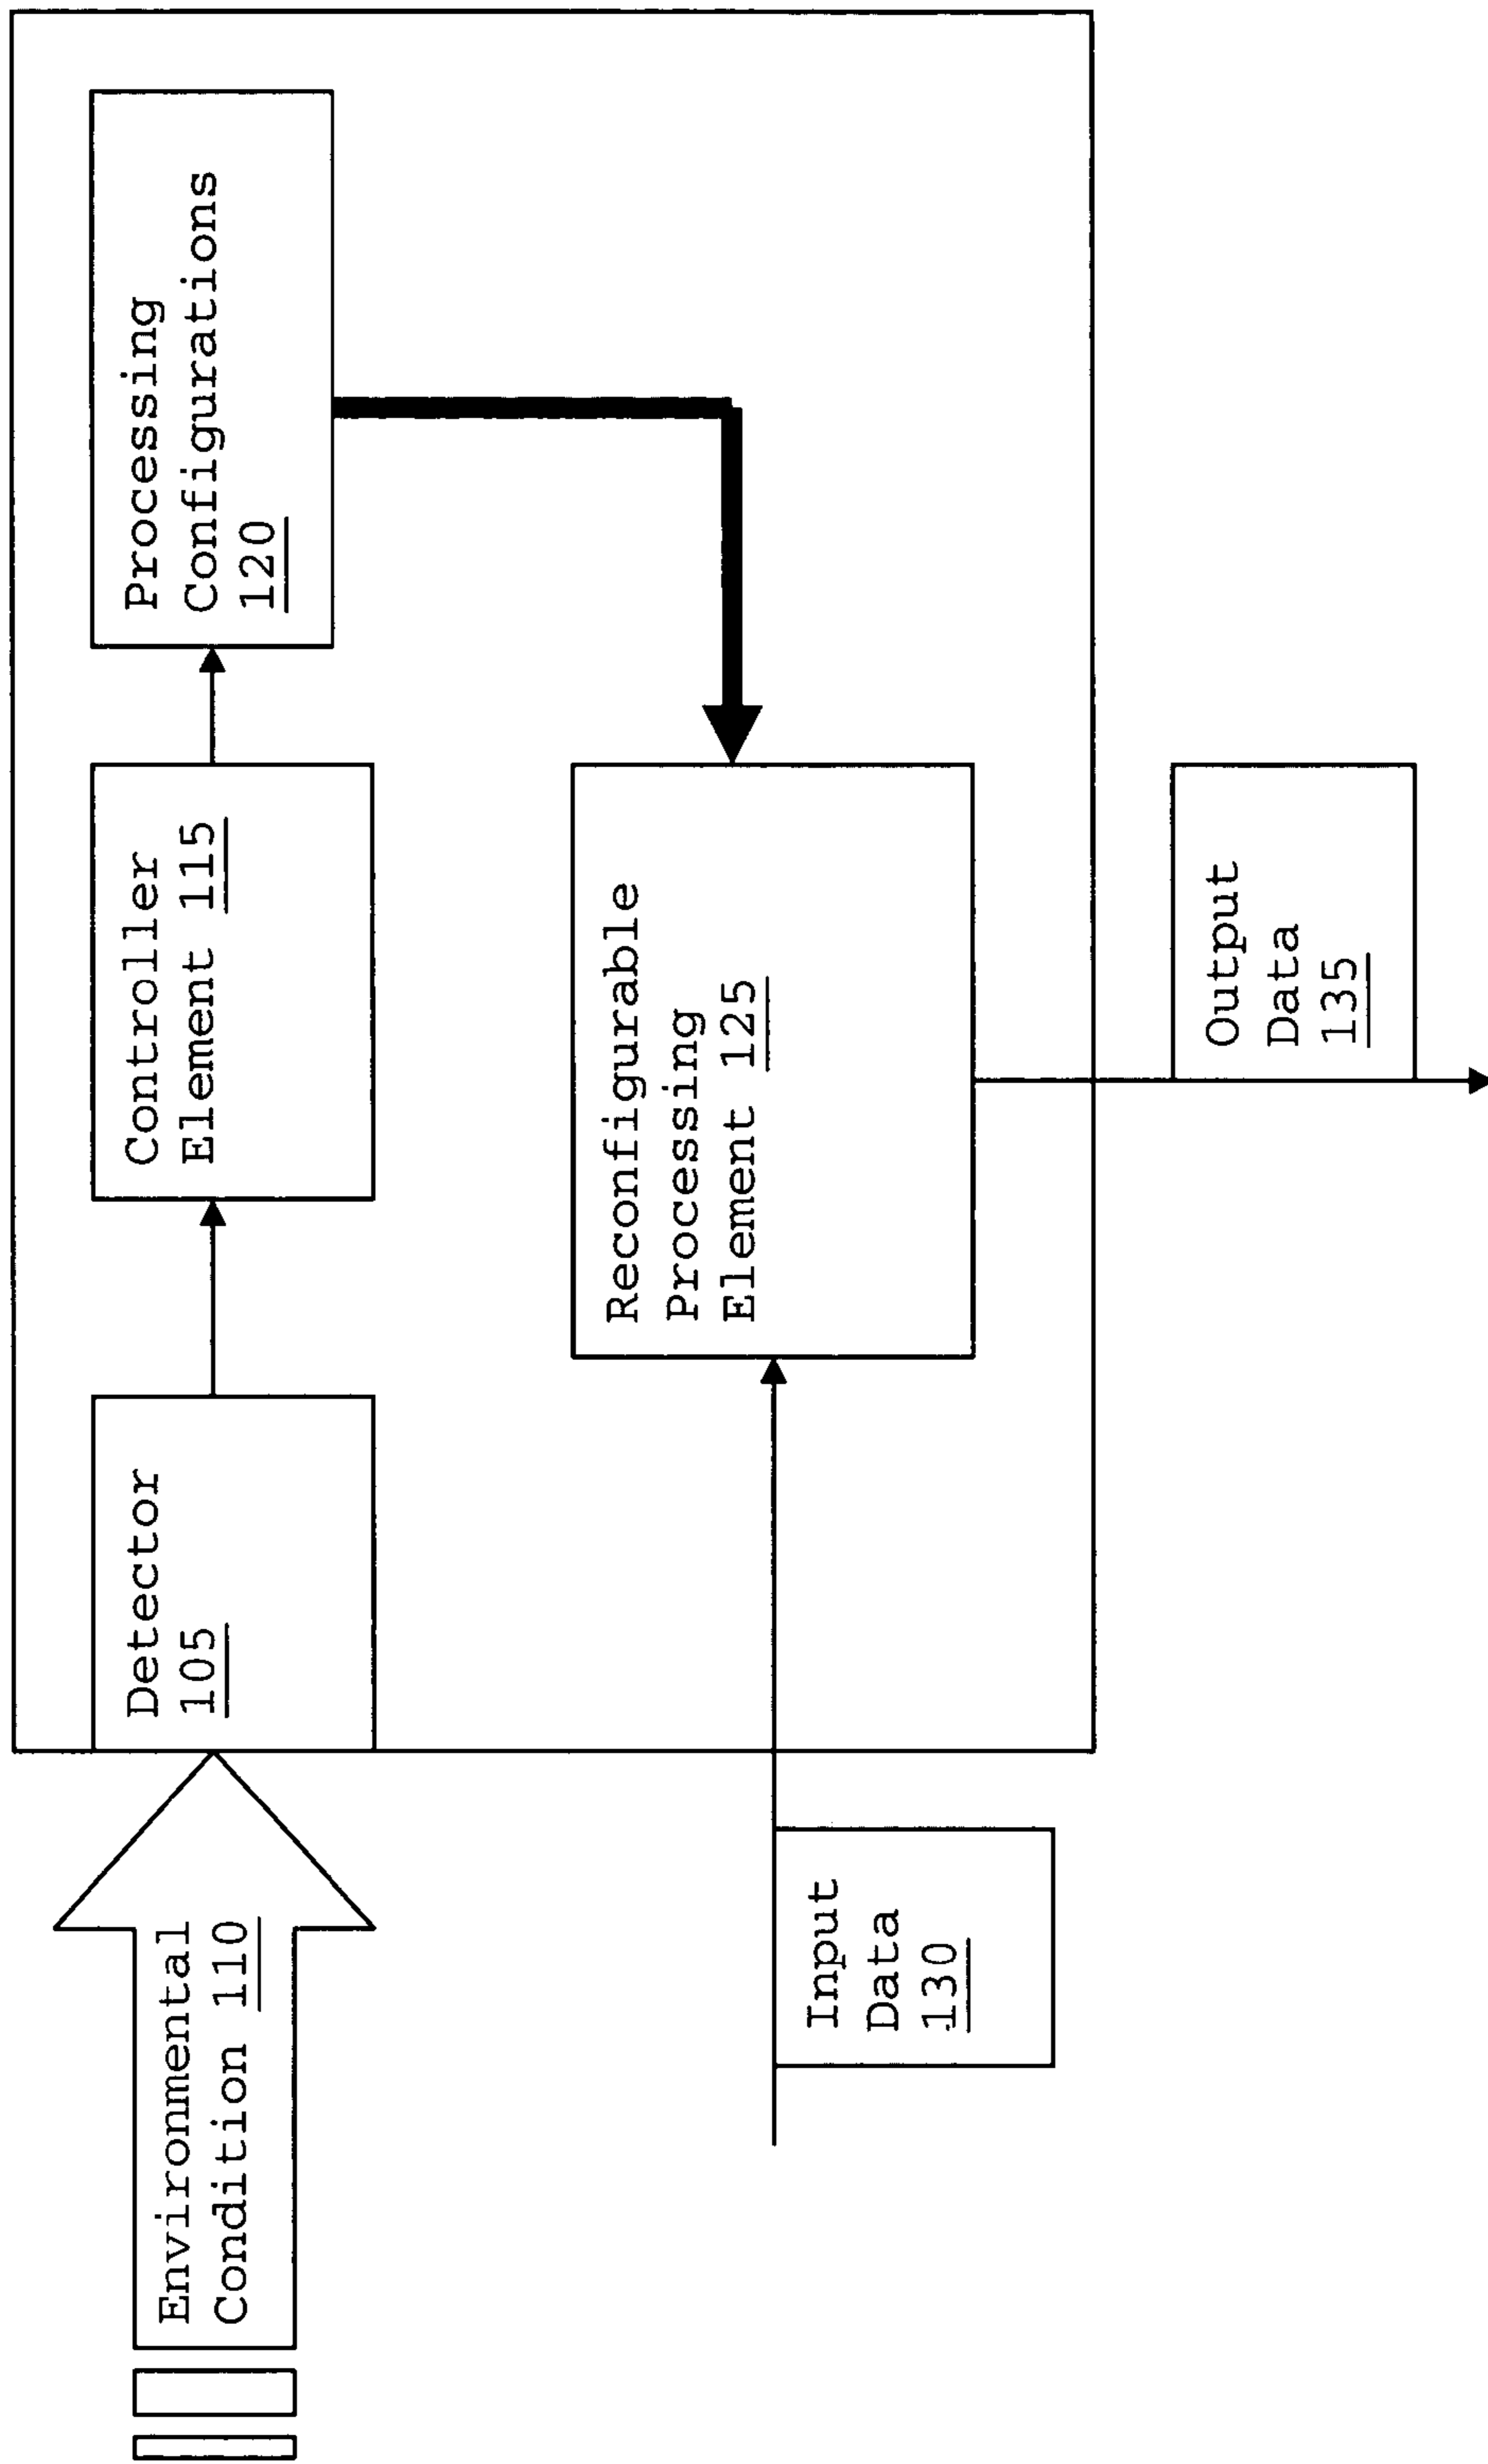 Environmental
Condition 110
Detector
105
Controller
Element 115
Processing
Configurations
120
Input
Data
130
Reconfigurable
Processing
Element 125
Output
Data
135